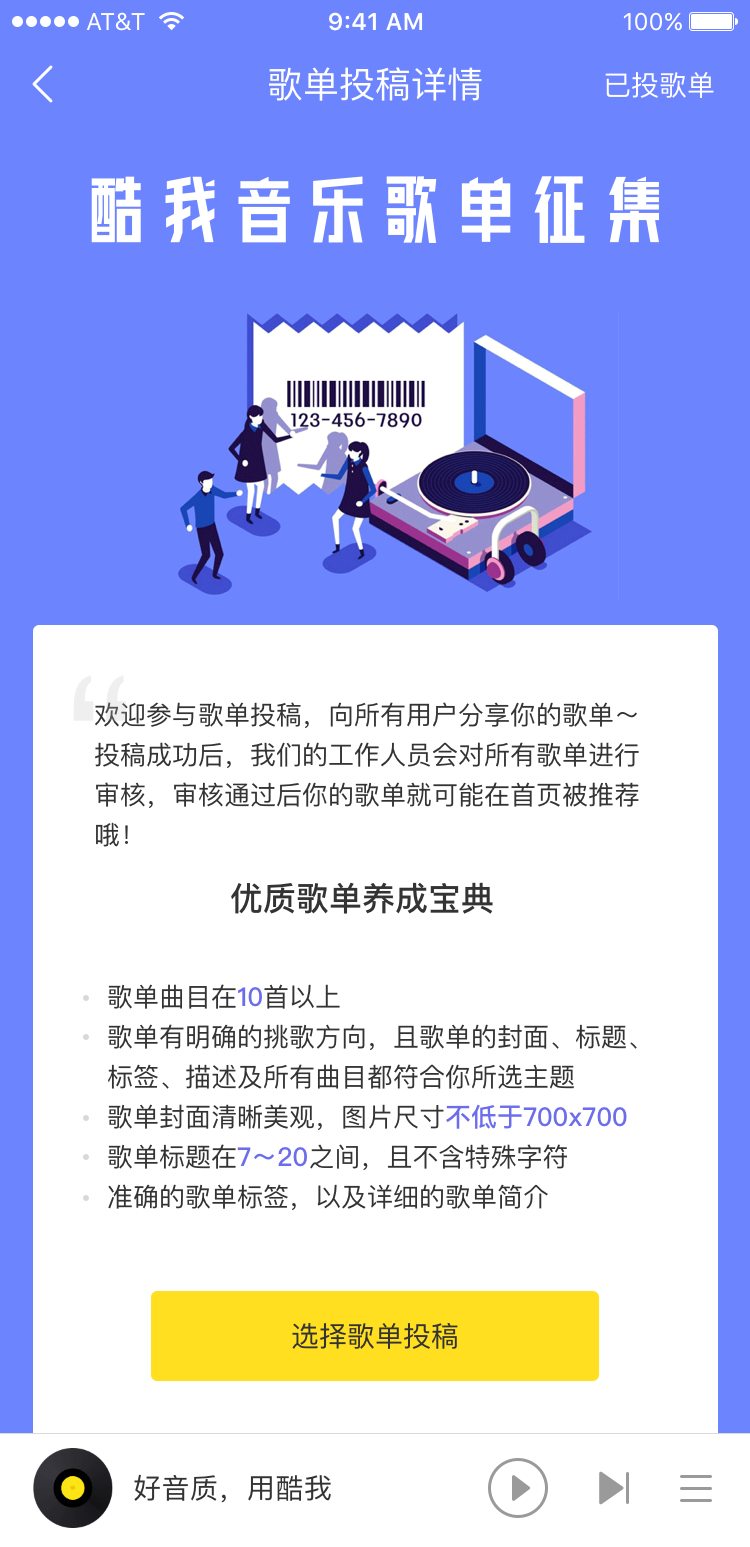 AT&T 9:41 AM 100%
歌单投稿详情 已投歌单
酷我音乐歌单征集
123-456-7890
欢迎参与歌单投稿，向所有用户分享你的歌单～
投稿成功后，我们的工作人员会对所有歌单进行
审核，审核通过后你的歌单就可能在首页被推荐
哦！
优质歌单养成宝典
歌单曲目在10首以上
歌单有明确的挑歌方向，且歌单的封面、标题、
标签、描述及所有曲目都符合你所选主题
歌单封面清晰美观，图片尺寸不低于700x700
歌单标题在7～20之间，且不含特殊字符
准确的歌单标签，以及详细的歌单简介
选择歌单投稿
好音质，用酷我